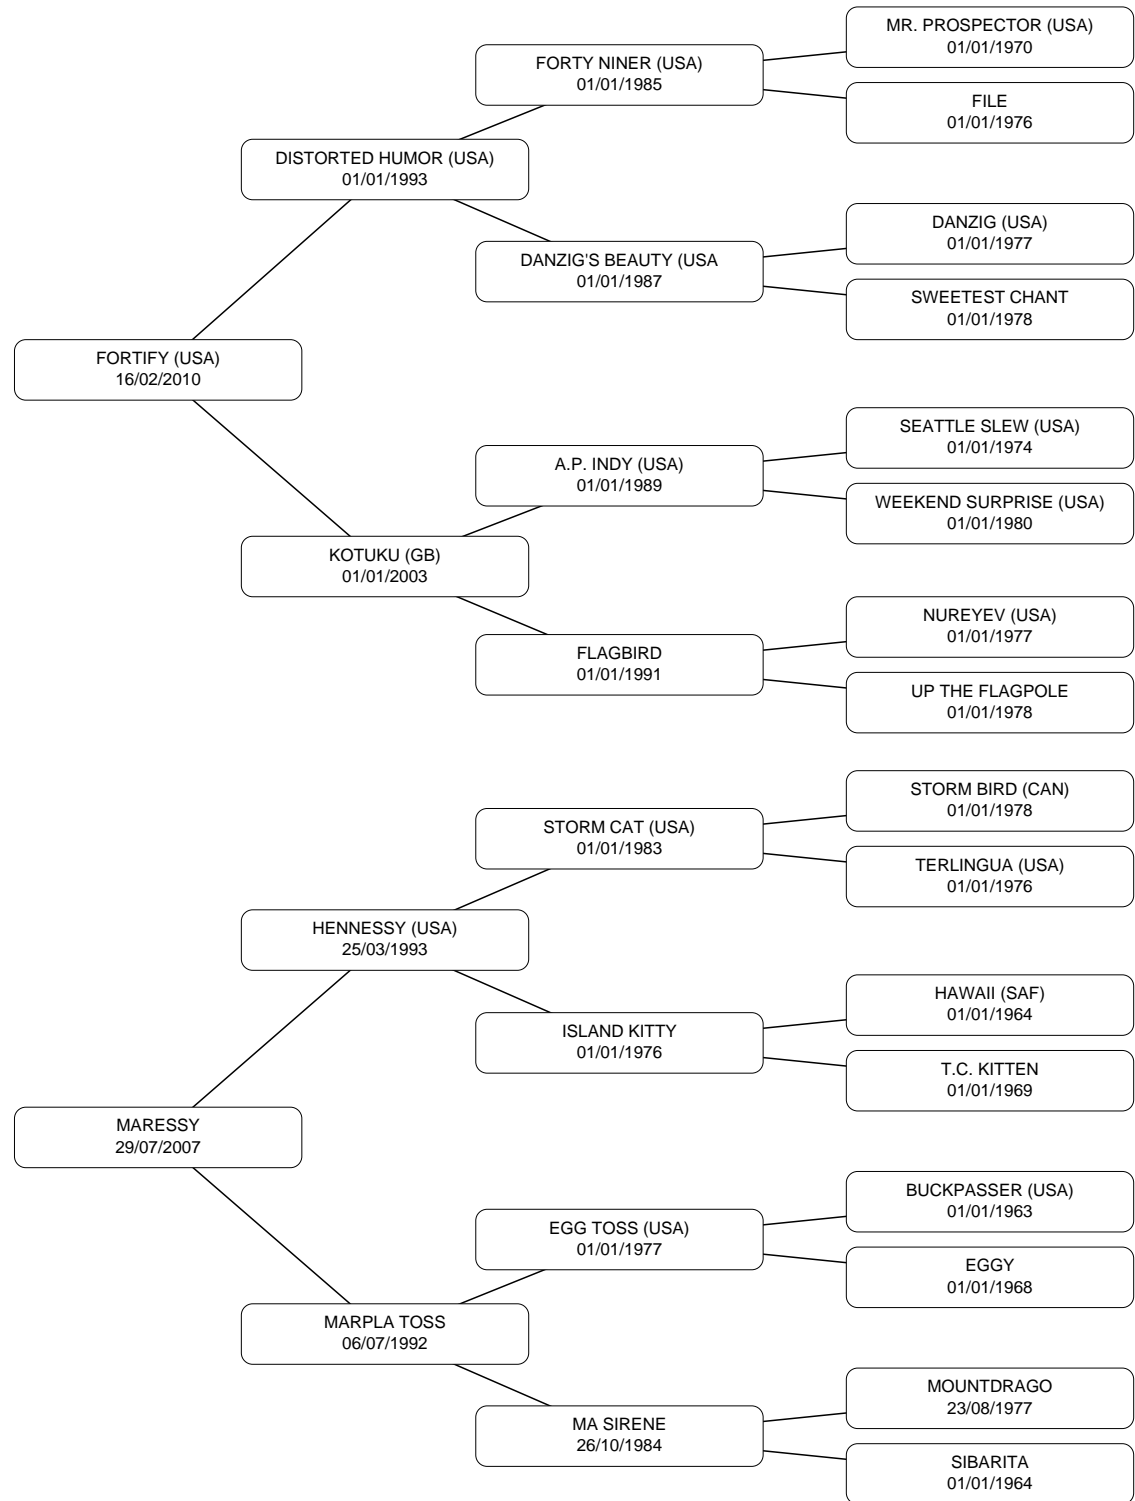 MR. PROSPECTOR (USA)
01/01/1970
FORTY NINER (USA)
01/01/1985
FILE
01/01/1976
DISTORTED HUMOR (USA)
01/01/1993
DANZIG (USA)
01/01/1977
DANZIG'S BEAUTY (USA
01/01/1987
SWEETEST CHANT
01/01/1978
FORTIFY (USA)
16/02/2010
SEATTLE SLEW (USA)
01/01/1974
A.P. INDY (USA)
01/01/1989
WEEKEND SURPRISE (USA)
01/01/1980
KOTUKU (GB)
01/01/2003
NUREYEV (USA)
01/01/1977
FLAGBIRD
01/01/1991
UP THE FLAGPOLE
01/01/1978
STORM BIRD (CAN)
01/01/1978
STORM CAT (USA)
01/01/1983
TERLINGUA (USA)
01/01/1976
HENNESSY (USA)
25/03/1993
HAWAII (SAF)
01/01/1964
ISLAND KITTY
01/01/1976
T.C. KITTEN
01/01/1969
MARESSY
29/07/2007
BUCKPASSER (USA)
01/01/1963
EGG TOSS (USA)
01/01/1977
EGGY
01/01/1968
MARPLA TOSS
06/07/1992
MOUNTDRAGO
23/08/1977
MA SIRENE
26/10/1984
SIBARITA
01/01/1964